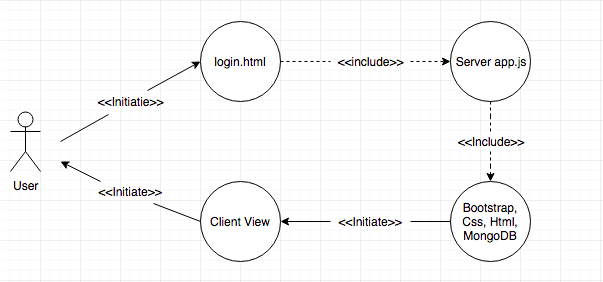 login.html
<<include>>
Server app.js
<<Initiatie>>
<<Include>>
User
<<Initiate>>
Client View
<<Initiate>>
Bootstrap,
Css, Html,
MongoDB